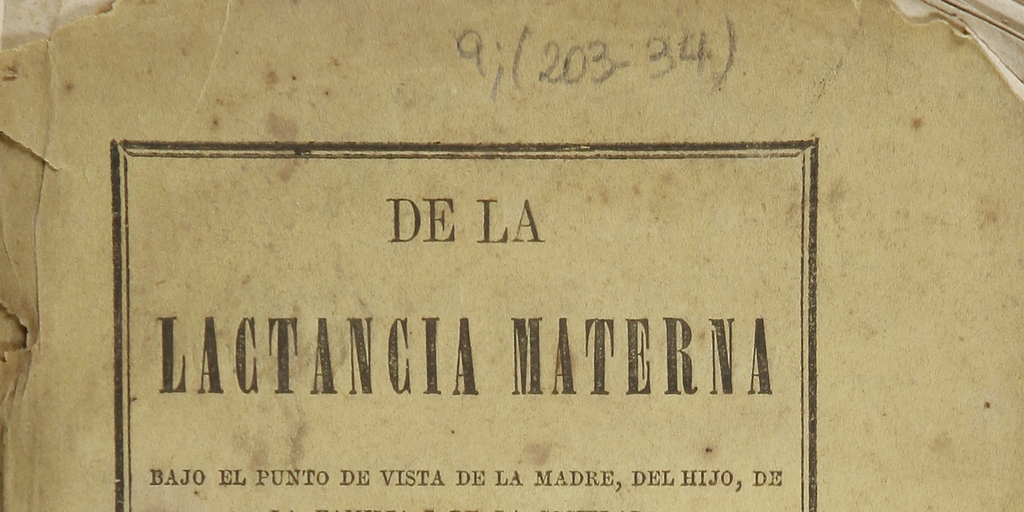 9; (203-34)
DE LA
LACTANCIA MATERNA
BAJO EL PUNTO DE VISTA DE LA MADRE, DEL HIJO, DE